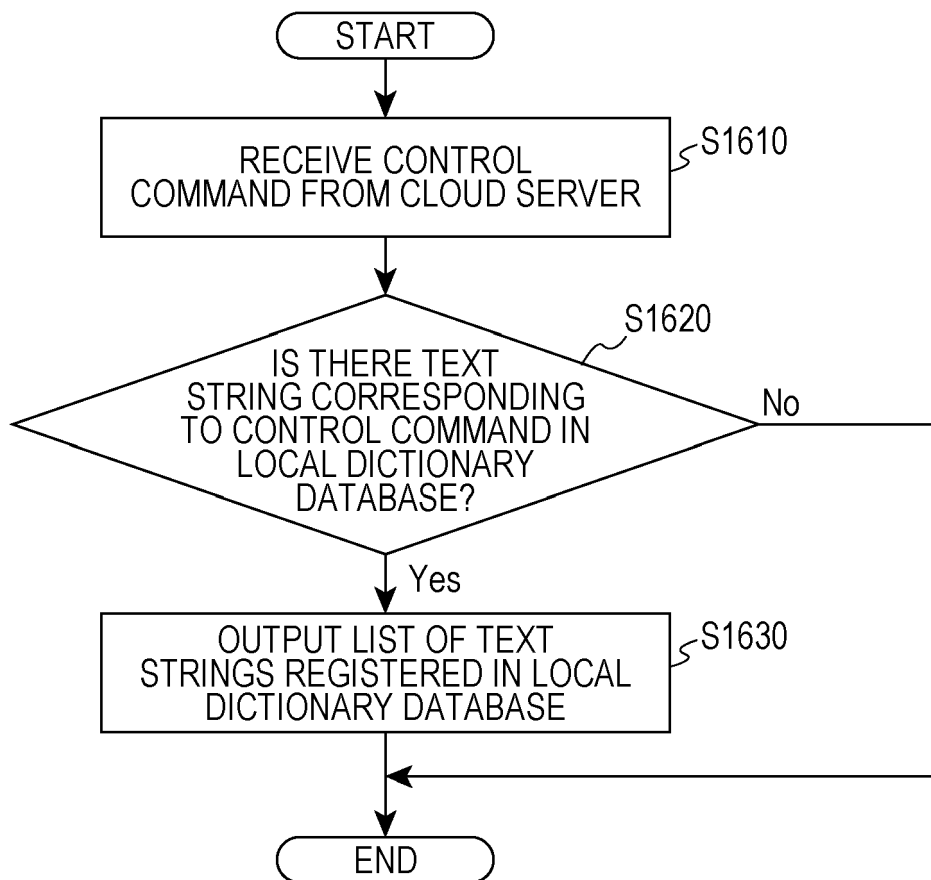 START
RECEIVE CONTROL
COMMAND FROM CLOUD SERVER
S1610
S1620
IS THERE TEXT
STRING CORRESPONDING
TO CONTROL COMMAND IN
LOCAL DICTIONARY
DATABASE?
No
Yes
OUTPUT LIST OF TEXT
STRINGS REGISTERED IN LOCAL
DICTIONARY DATABASE
S1630
END